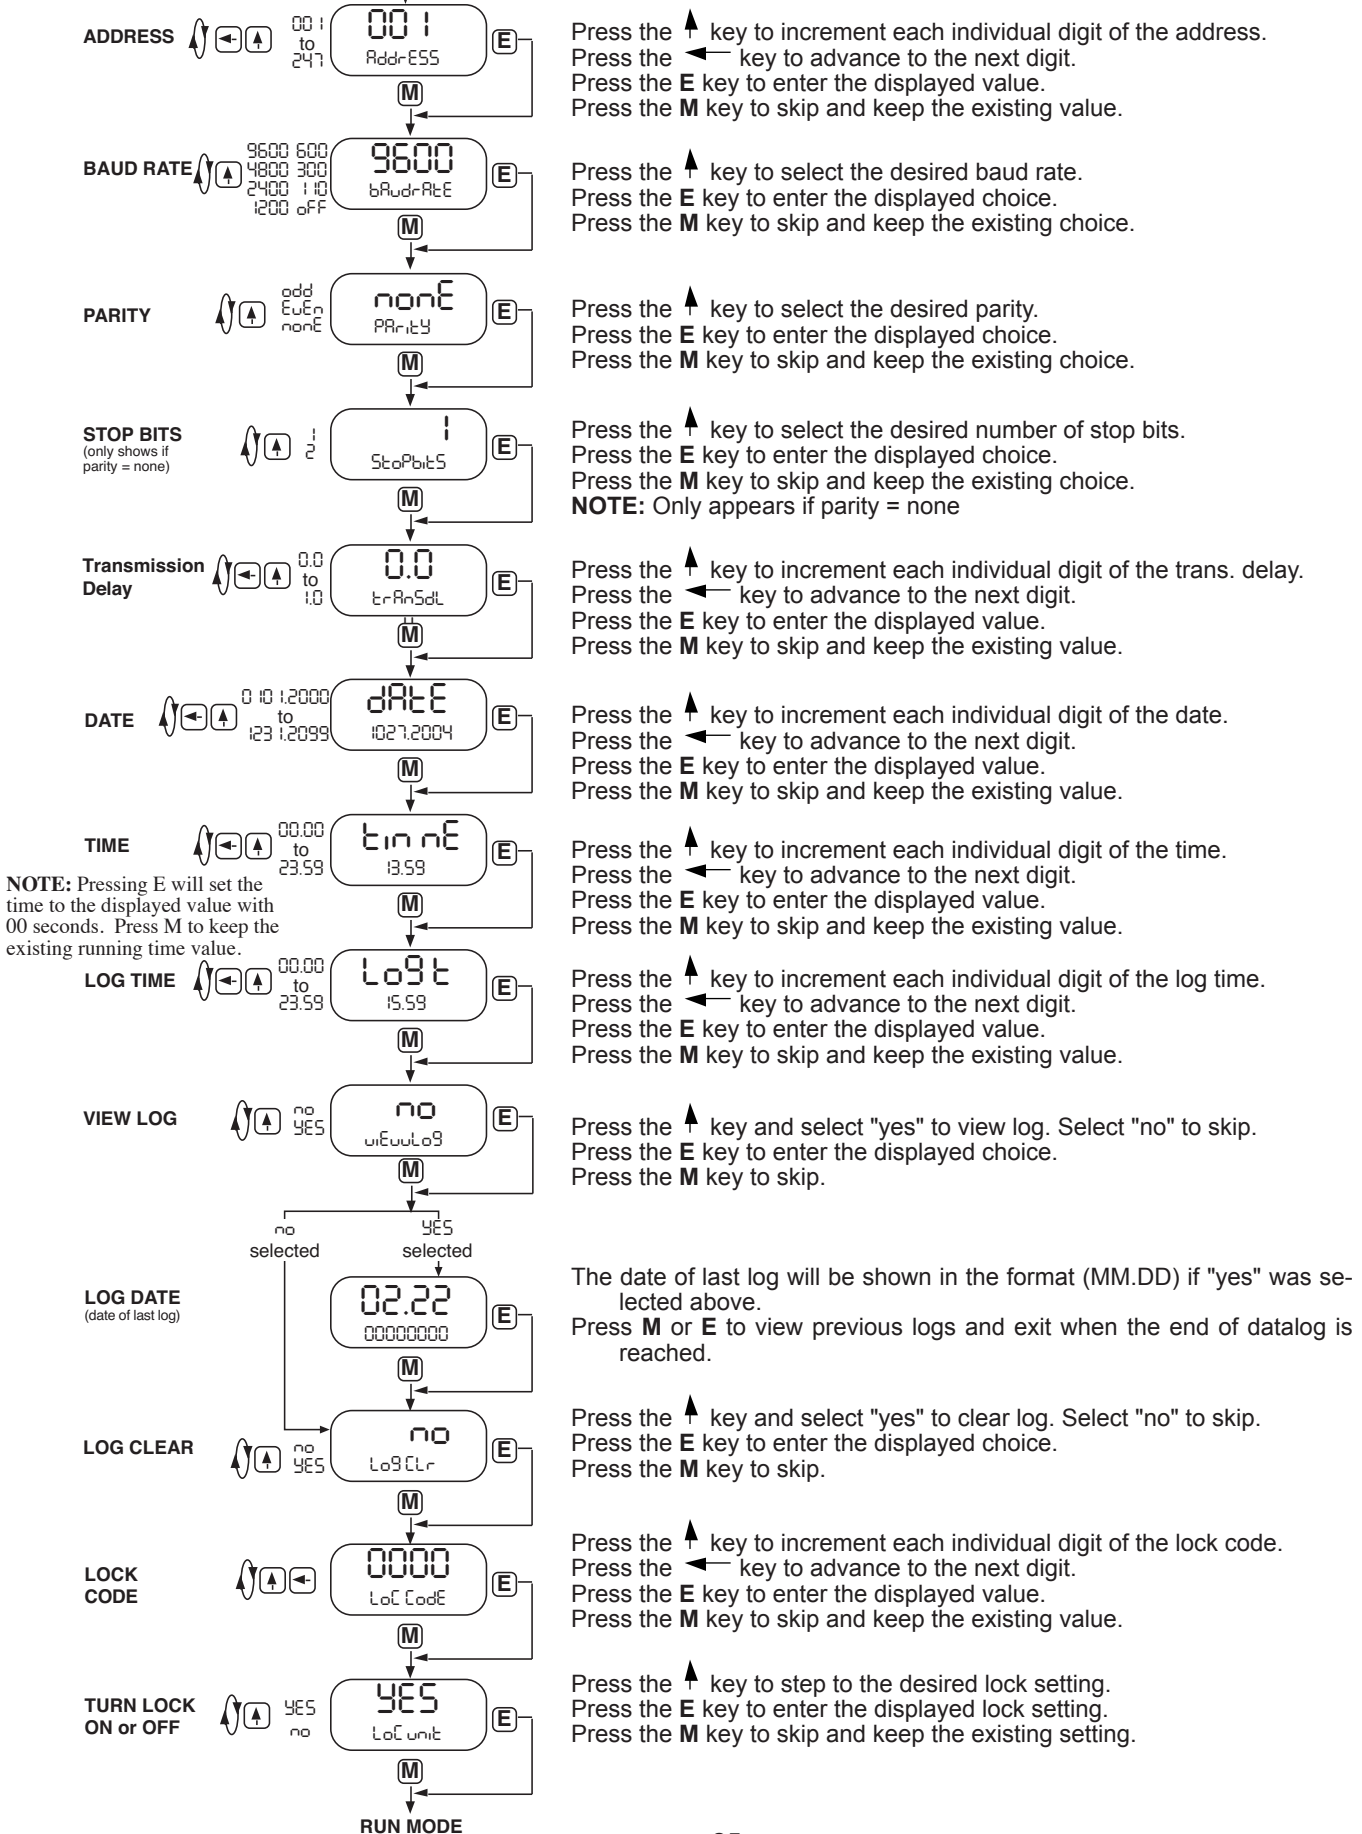 ADDRESS
001
to
247
001
AddrESS
E
M
Press the key to increment each individual digit of the address.
Press the key to advance to the next digit.
Press the E key to enter the displayed value.
Press the M key to skip and keep the existing value.
BAUD RATE
9600 600
4800 300
2400 110
1200 oFF
9600
bAudrAtE
E
M
Press the key to select the desired baud rate.
Press the E key to enter the displayed choice.
Press the M key to skip and keep the existing choice.
PARITY
odd
EvEn
nonE
nonE
PAritY
E
M
Press the key to select the desired parity.
Press the E key to enter the displayed choice.
Press the M key to skip and keep the existing choice.
STOP BITS
(only shows if
parity = none)
1
2
1
StoPbitS
E
M
Press the key to select the desired number of stop bits.
Press the E key to enter the displayed choice.
Press the M key to skip and keep the existing choice.
NOTE: Only appears if parity = none
Transmission
Delay
0.0
to
1.0
0.0
trAnSdL
E
M
Press the key to increment each individual digit of the trans. delay.
Press the key to advance to the next digit.
Press the E key to enter the displayed value.
Press the M key to skip and keep the existing value.
DATE
0101.2000
to
1231.2099
dAtE
1027.2004
E
M
Press the key to increment each individual digit of the date.
Press the key to advance to the next digit.
Press the E key to enter the displayed value.
Press the M key to skip and keep the existing value.
TIME
00.00
to
23.59
tin nE
13.59
E
M
NOTE: Pressing E will set the
time to the displayed value with
00 seconds. Press M to keep the
existing running time value.
Press the key to increment each individual digit of the time.
Press the key to advance to the next digit.
Press the E key to enter the displayed value.
Press the M key to skip and keep the existing value.
LOG TIME
00.00
to
23.59
Log t
15.59
E
M
Press the key to increment each individual digit of the log time.
Press the key to advance to the next digit.
Press the E key to enter the displayed value.
Press the M key to skip and keep the existing value.
VIEW LOG
no
YES
no
viEwLog
E
M
Press the key and select "yes" to view log. Select "no" to skip.
Press the E key to enter the displayed choice.
Press the M key to skip.
no
selected
YES
selected
LOG DATE
(date of last log)
02.22
00000000
E
M
The date of last log will be shown in the format (MM.DD) if "yes" was se-
lected above.
Press M or E to view previous logs and exit when the end of datalog is
reached.
LOG CLEAR
no
YES
no
Log CLr
E
M
Press the key and select "yes" to clear log. Select "no" to skip.
Press the E key to enter the displayed choice.
Press the M key to skip.
LOCK
CODE
0000
LoC CodE
E
M
Press the key to increment each individual digit of the lock code.
Press the key to advance to the next digit.
Press the E key to enter the displayed value.
Press the M key to skip and keep the existing value.
TURN LOCK
ON or OFF
YES
no
YES
LoC unit
E
M
Press the key to step to the desired lock setting.
Press the E key to enter the displayed lock setting.
Press the M key to skip and keep the existing setting.
RUN MODE